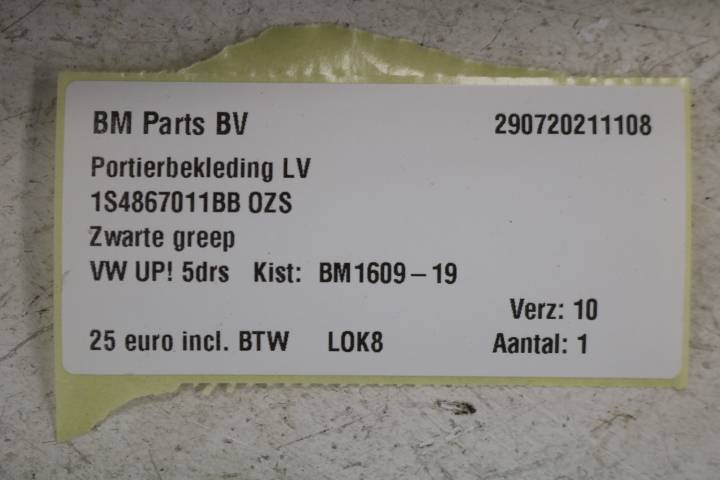 BM Parts BV 290720211108
Portierbekleding LV
1S4867011BB OZS
Zwarte greep
VW UP! 5drs Kist: BM1609-19
Verz: 10
25 euro incl. BTW LOK8 Aantal: 1